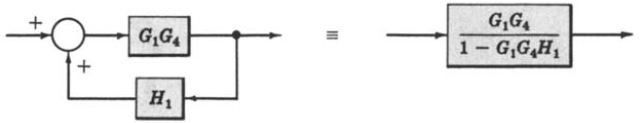 +
G₁G₄
+
H₁
≡
G₁G₄
1 − G₁G₄H₁